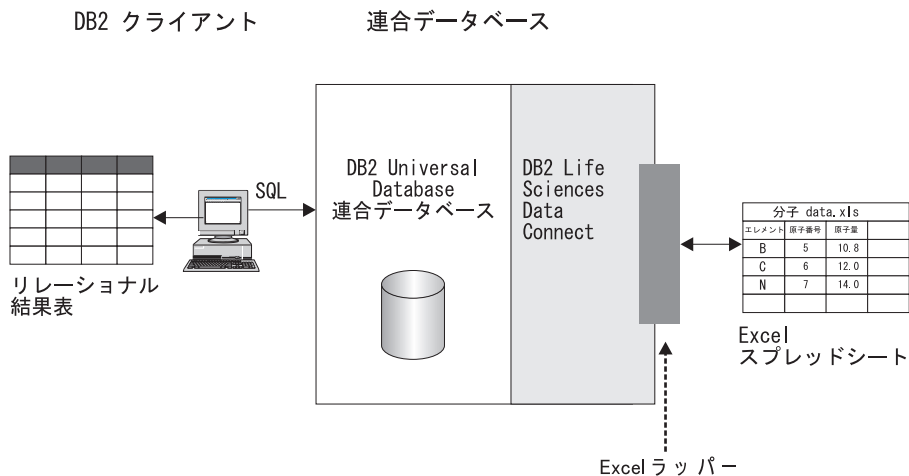 DB2 クライアント
連合データベース
DB2 Universal
Database
連合データベース
DB2 Life
Sciences
Data
Connect
SQL
リレーショナル
結果表
分子 data.xls
エレメント 原子番号 原子量
B 5 10.8
C 6 12.0
N 7 14.0
Excel
スプレッドシート
Excelラッパー